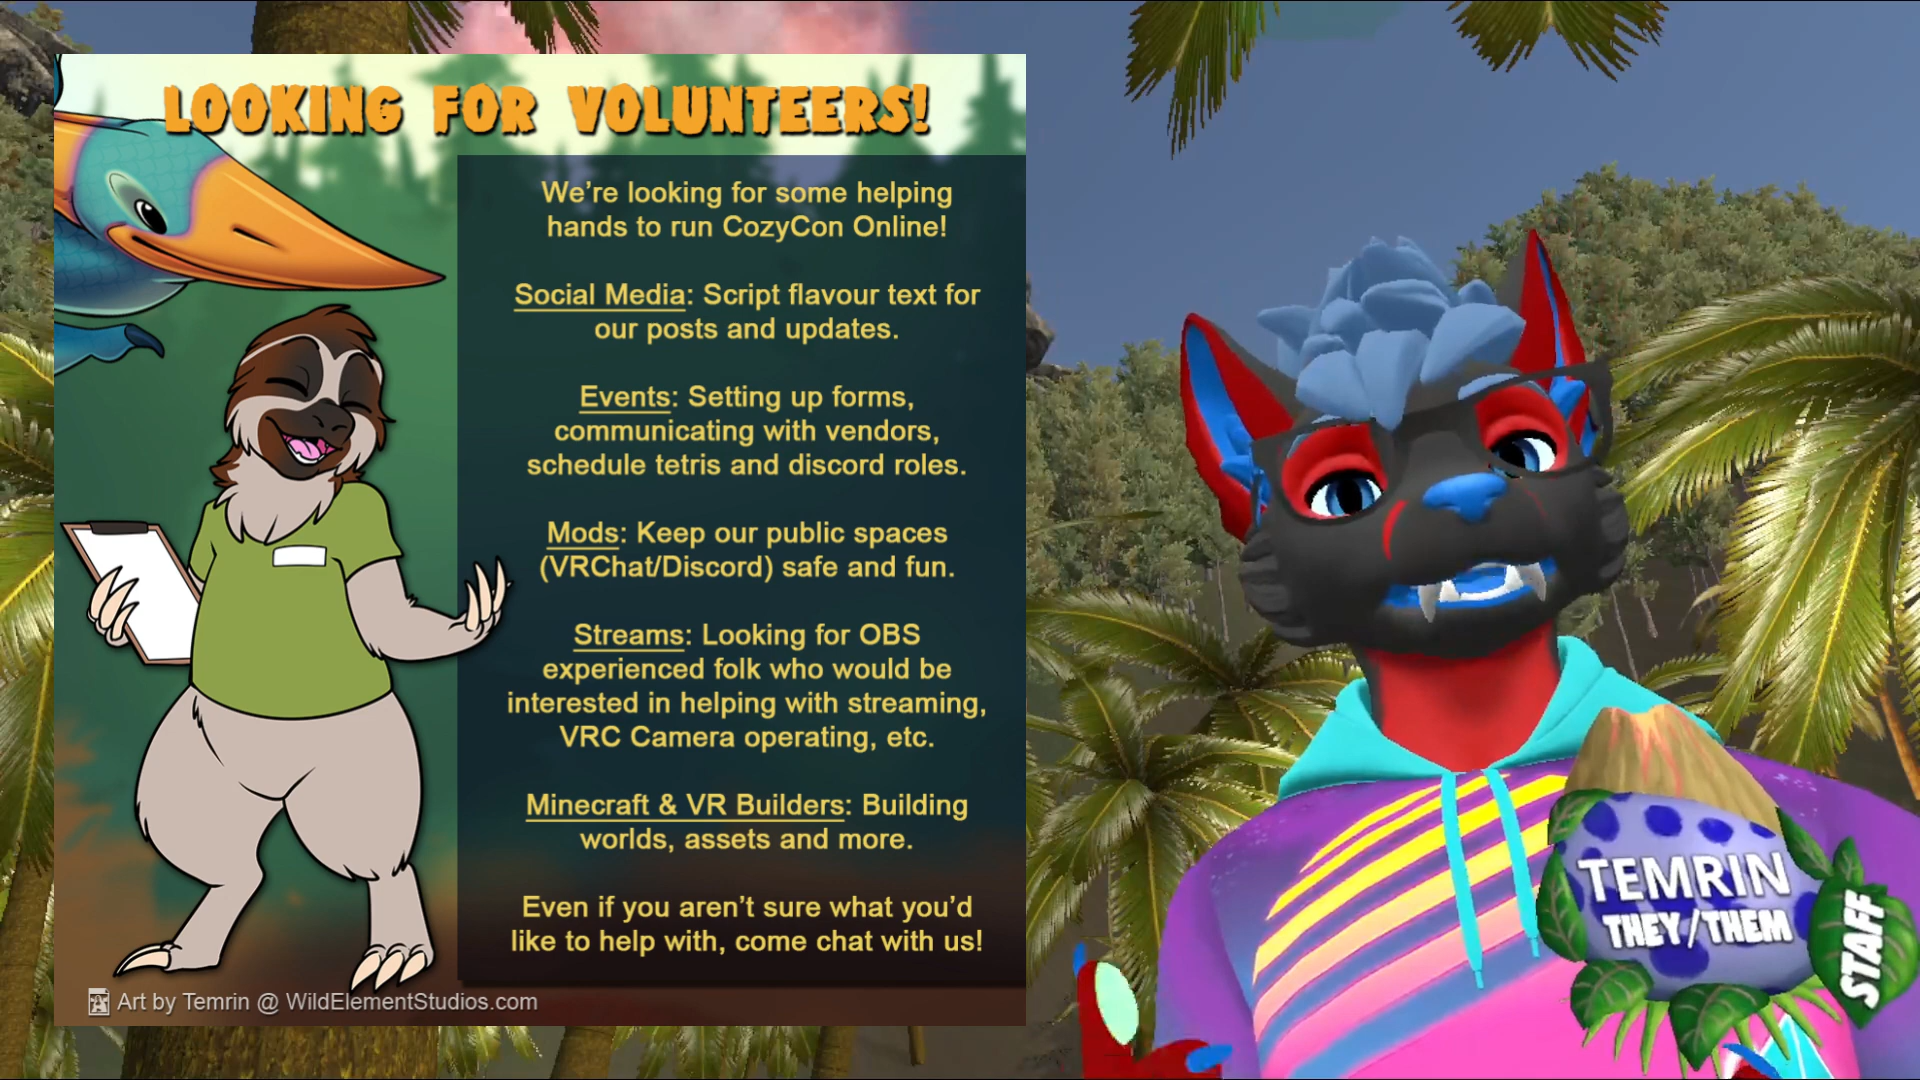 LOOKING FOR VOLUNTEERS!
We’re looking for some helping
hands to run CozyCon Online!
Social Media: Script flavour text for
our posts and updates.
Events: Setting up forms,
communicating with vendors,
schedule tetris and discord roles.
Mods: Keep our public spaces
(VRChat/Discord) safe and fun.
Streams: Looking for OBS
experienced folk who would be
interested in helping with streaming,
VRC Camera operating, etc.
Minecraft & VR Builders: Building
worlds, assets and more.
Even if you aren’t sure what you’d
like to help with, come chat with us!
Art by Temrin @ WildElementStudios.com
TEMRIN
THEY/THEM
STAFF